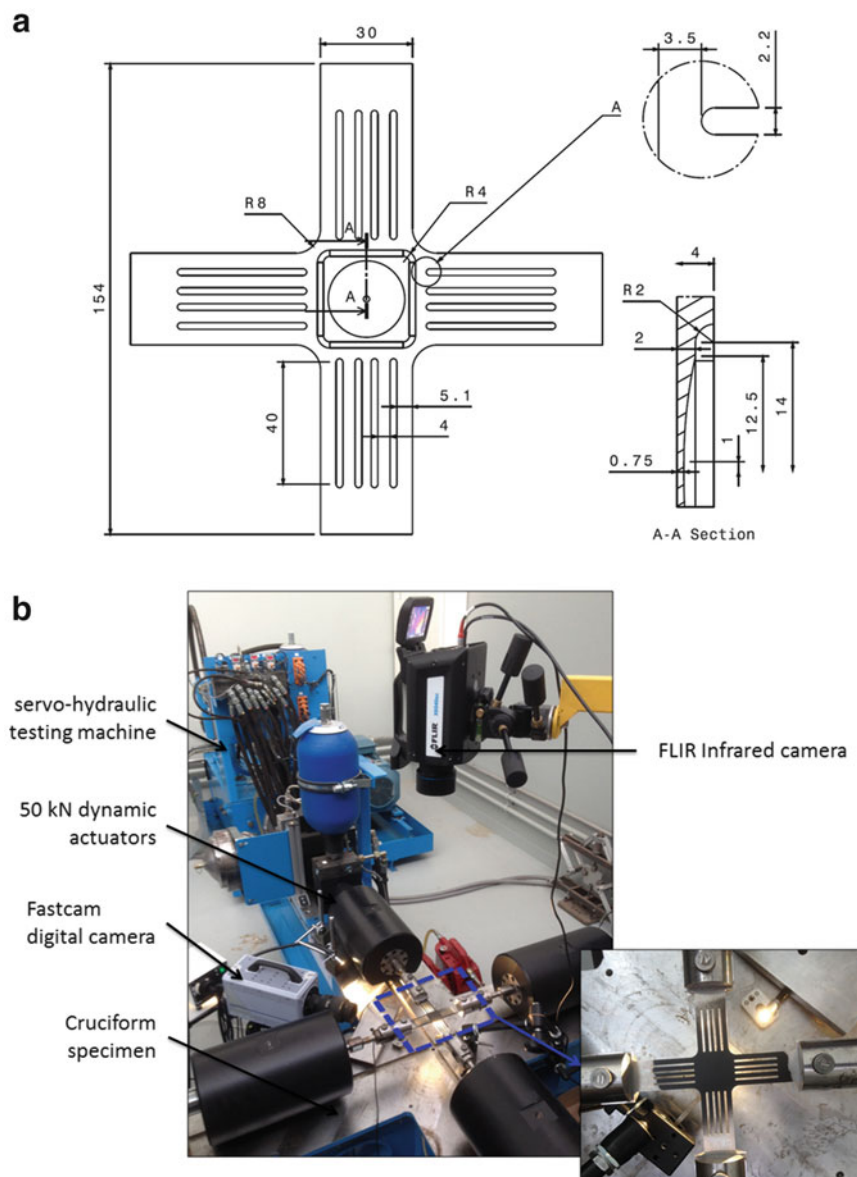 a
30
3.5
2.2
A
R8
R4
A
A
154
4
R2
2
5.1
4
40
12.5
14
1
0.75
A-A Section
b
servo-hydraulic
testing machine
FLIR
FLIR Infrared camera
50 kN dynamic
actuators
Fastcam
digital camera
Cruciform
specimen